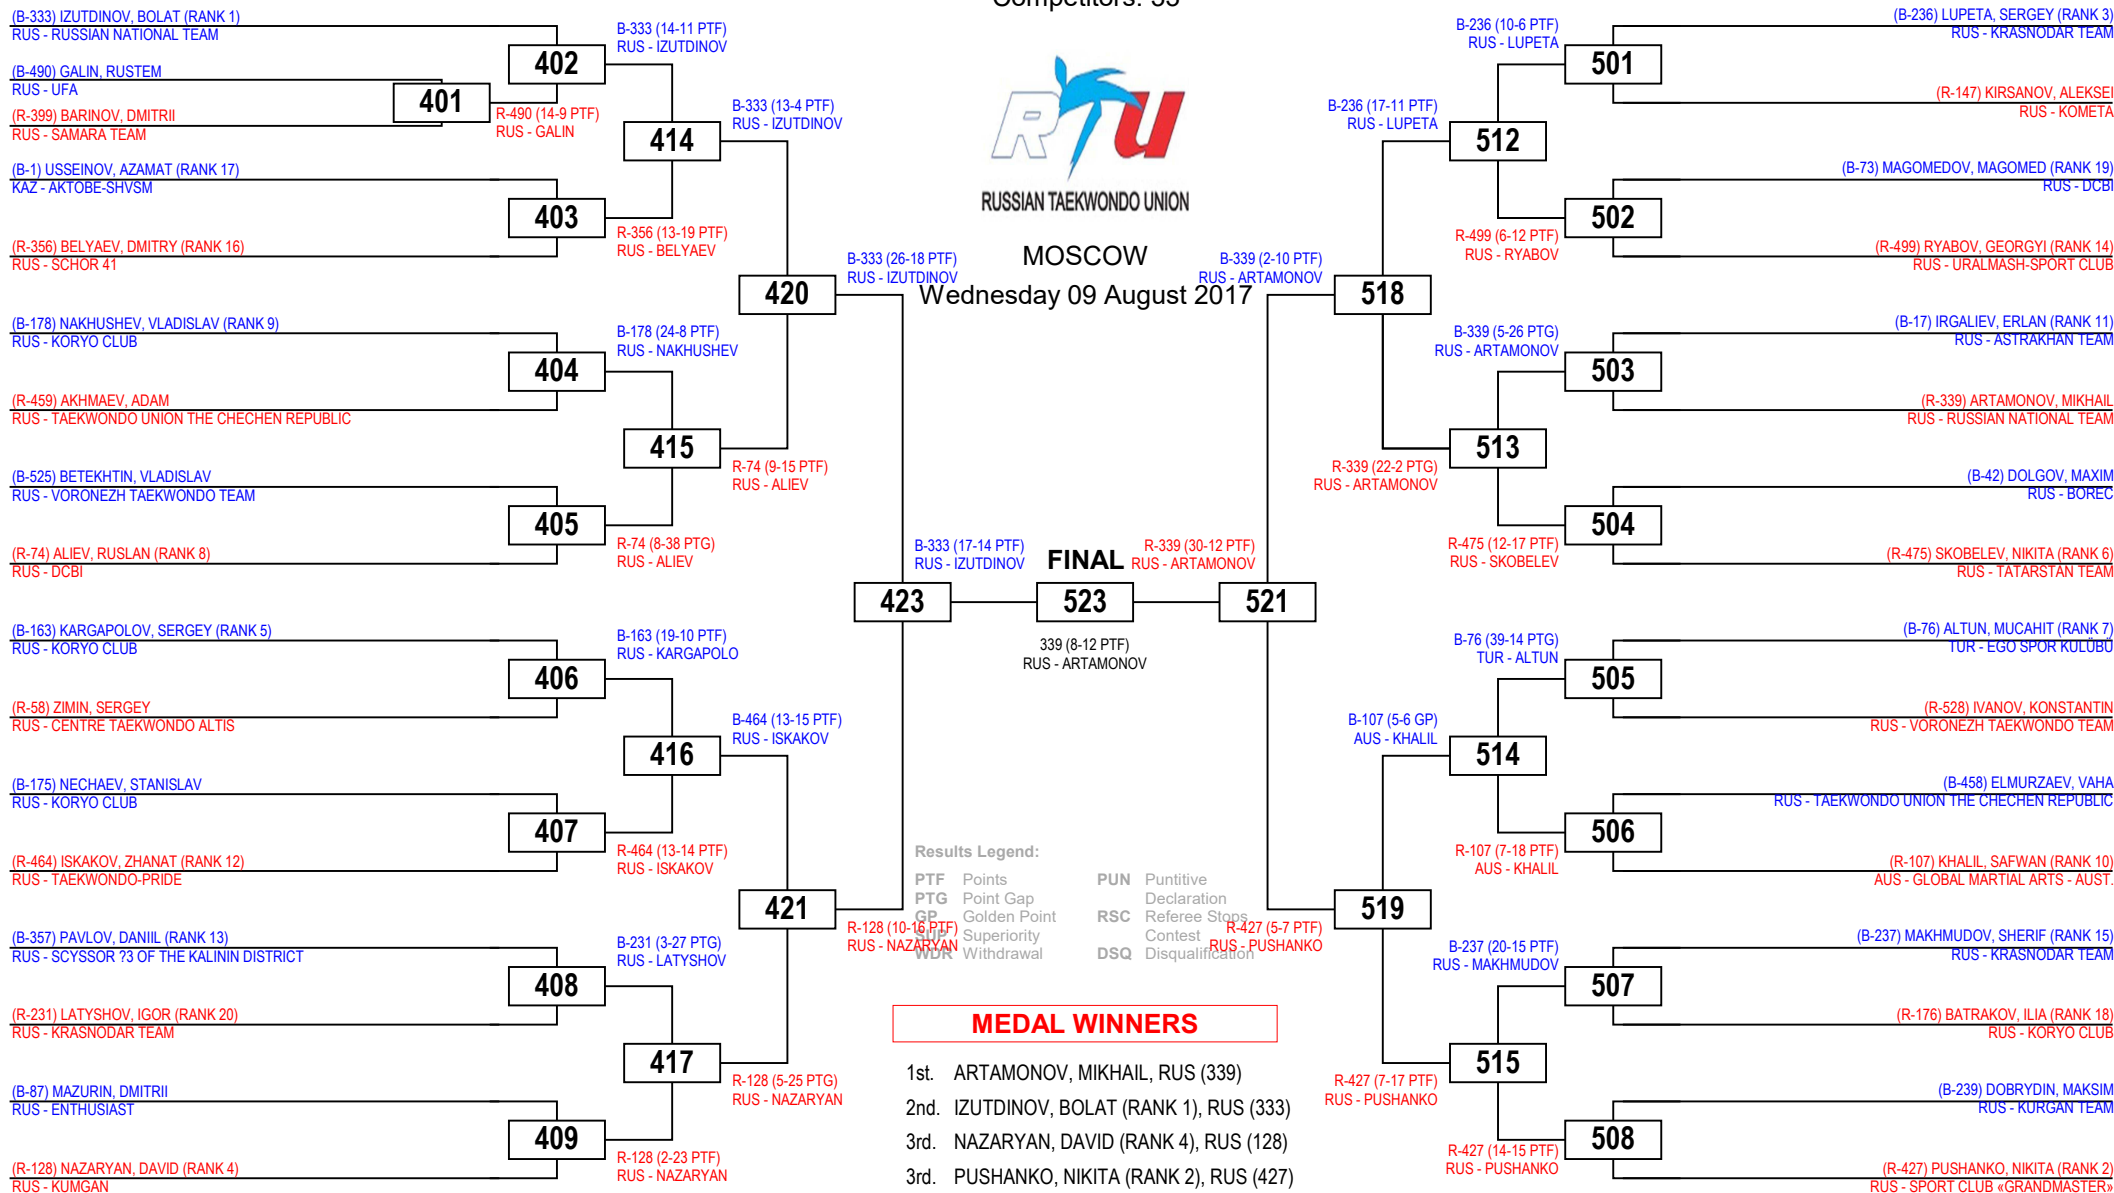 Competitors: 33
(B-333) IZUTDINOV, BOLAT (RANK 1)
RUS - RUSSIAN NATIONAL TEAM
(B-490) GALIN, RUSTEM
RUS - UFA
(R-399) BARINOV, DMITRII
RUS - SAMARA TEAM
(B-1) USSEINOV, AZAMAT (RANK 17)
KAZ - AKTOBE-SHVSM
(R-356) BELYAEV, DMITRY (RANK 16)
RUS - SCHOR 41
(B-178) NAKHUSHEV, VLADISLAV (RANK 9)
RUS - KORYO CLUB
(R-459) AKHMAEV, ADAM
RUS - TAEKWONDO UNION THE CHECHEN REPUBLIC
(B-525) BETEKHTIN, VLADISLAV
RUS - VORONEZH TAEKWONDO TEAM
(R-74) ALIEV, RUSLAN (RANK 8)
RUS - DCBI
(B-163) KARGAPOLOV, SERGEY (RANK 5)
RUS - KORYO CLUB
(R-58) ZIMIN, SERGEY
RUS - CENTRE TAEKWONDO ALTIS
(B-175) NECHAEV, STANISLAV
RUS - KORYO CLUB
(R-464) ISKAKOV, ZHANAT (RANK 12)
RUS - TAEKWONDO-PRIDE
(B-357) PAVLOV, DANIIL (RANK 13)
RUS - SCYSSOR ?3 OF THE KALININ DISTRICT
(R-231) LATYSHOV, IGOR (RANK 20)
RUS - KRASNODAR TEAM
(B-87) MAZURIN, DMITRII
RUS - ENTHUSIAST
(R-128) NAZARYAN, DAVID (RANK 4)
RUS - KUMGAN
401
R-490 (14-9 PTF)
RUS - GALIN
402
403
404
405
406
407
408
409
B-333 (14-11 PTF)
RUS - IZUTDINOV
R-356 (13-19 PTF)
RUS - BELYAEV
B-178 (24-8 PTF)
RUS - NAKHUSHEV
R-74 (8-38 PTG)
RUS - ALIEV
B-163 (19-10 PTF)
RUS - KARGAPOLO
R-464 (13-14 PTF)
RUS - ISKAKOV
B-231 (3-27 PTG)
RUS - LATYSHOV
R-128 (2-23 PTF)
RUS - NAZARYAN
414
415
416
417
B-333 (13-4 PTF)
RUS - IZUTDINOV
R-74 (9-15 PTF)
RUS - ALIEV
B-464 (13-15 PTF)
RUS - ISKAKOV
R-128 (5-25 PTG)
RUS - NAZARYAN
420
421
B-333 (26-18 PTF)
RUS - IZUTDINOV
R-128 (10-16 PTF)
RUS - NAZARYAN
423
B-333 (17-14 PTF)
RUS - IZUTDINOV
RTU
RUSSIAN TAEKWONDO UNION
MOSCOW
Wednesday 09 August 2017
FINAL
523
339 (8-12 PTF)
RUS - ARTAMONOV
R-339 (30-12 PTF)
RUS - ARTAMONOV
521
B-339 (2-10 PTF)
RUS - ARTAMONOV
R-427 (5-7 PTF)
RUS - PUSHANKO
518
519
B-236 (17-11 PTF)
RUS - LUPETA
R-339 (22-2 PTG)
RUS - ARTAMONOV
B-107 (5-6 GP)
AUS - KHALIL
R-427 (7-17 PTF)
RUS - PUSHANKO
512
513
514
515
B-236 (10-6 PTF)
RUS - LUPETA
R-499 (6-12 PTF)
RUS - RYABOV
B-339 (5-26 PTG)
RUS - ARTAMONOV
R-475 (12-17 PTF)
RUS - SKOBELEV
B-76 (39-14 PTG)
TUR - ALTUN
R-107 (7-18 PTF)
AUS - KHALIL
B-237 (20-15 PTF)
RUS - MAKHMUDOV
R-427 (14-15 PTF)
RUS - PUSHANKO
501
502
503
504
505
506
507
508
(B-236) LUPETA, SERGEY (RANK 3)
RUS - KRASNODAR TEAM
(R-147) KIRSANOV, ALEKSEI
RUS - KOMETA
(B-73) MAGOMEDOV, MAGOMED (RANK 19)
RUS - DCBI
(R-499) RYABOV, GEORGYI (RANK 14)
RUS - URALMASH-SPORT CLUB
(B-17) IRGALIEV, ERLAN (RANK 11)
RUS - ASTRAKHAN TEAM
(R-339) ARTAMONOV, MIKHAIL
RUS - RUSSIAN NATIONAL TEAM
(B-42) DOLGOV, MAXIM
RUS - BOREC
(R-475) SKOBELEV, NIKITA (RANK 6)
RUS - TATARSTAN TEAM
(B-76) ALTUN, MUCAHIT (RANK 7)
TUR - EGO SPOR KULÜBÜ
(R-528) IVANOV, KONSTANTIN
RUS - VORONEZH TAEKWONDO TEAM
(B-458) ELMURZAEV, VAHA
RUS - TAEKWONDO UNION THE CHECHEN REPUBLIC
(R-107) KHALIL, SAFWAN (RANK 10)
AUS - GLOBAL MARTIAL ARTS - AUST.
(B-237) MAKHMUDOV, SHERIF (RANK 15)
RUS - KRASNODAR TEAM
(R-176) BATRAKOV, ILIA (RANK 18)
RUS - KORYO CLUB
(B-239) DOBRYDIN, MAKSIM
RUS - KURGAN TEAM
(R-427) PUSHANKO, NIKITA (RANK 2)
RUS - SPORT CLUB «GRANDMASTER»
Results Legend:
PTF Points
PTG Point Gap
GP Golden Point
SUP Superiority
WDR Withdrawal
PUN Puntitive
Declaration
RSC Referee Stops
Contest
DSQ Disqualification
MEDAL WINNERS
1st. ARTAMONOV, MIKHAIL, RUS (339)
2nd. IZUTDINOV, BOLAT (RANK 1), RUS (333)
3rd. NAZARYAN, DAVID (RANK 4), RUS (128)
3rd. PUSHANKO, NIKITA (RANK 2), RUS (427)